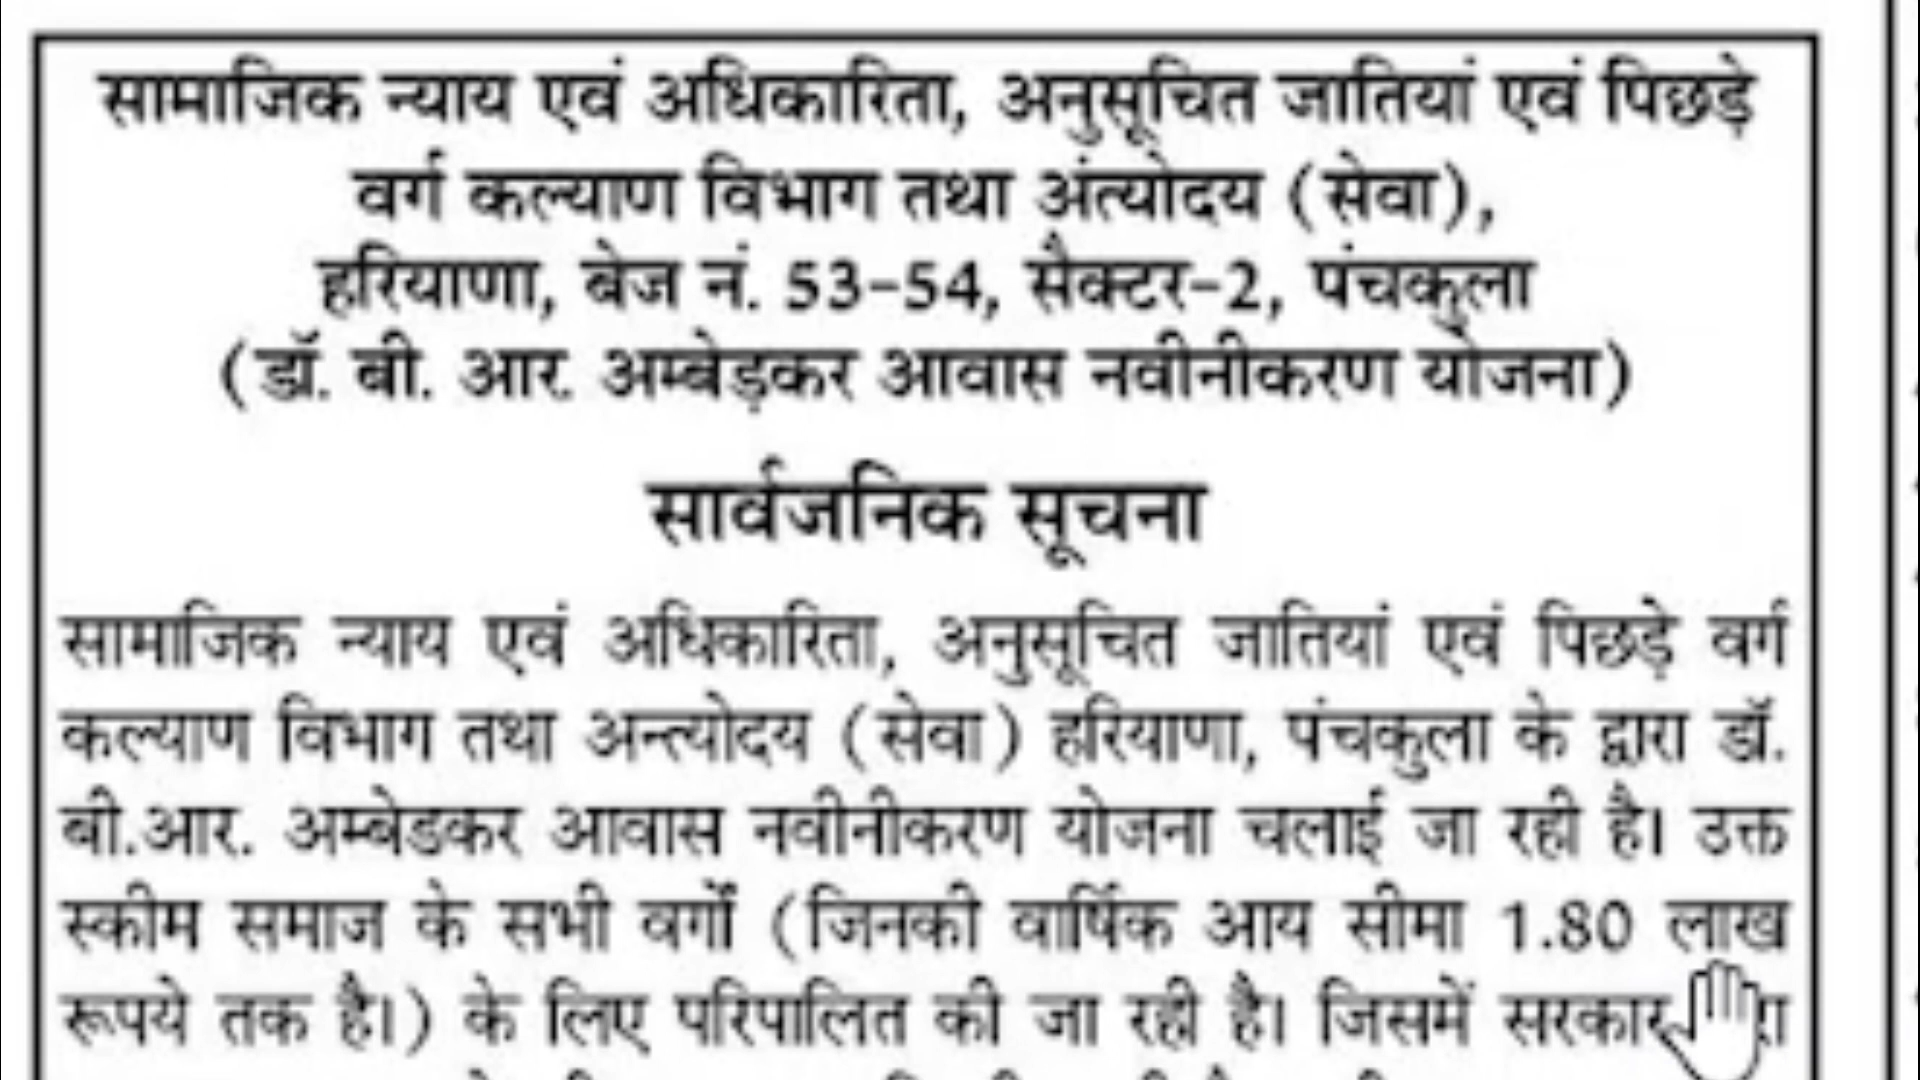 सामाजिक न्याय एवं अधिकारिता, अनुसूचित जातियां एवं पिछड़े
वर्ग कल्याण विभाग तथा अंत्योदय (सेवा),
हरियाणा, बेज नं. 53-54, सैक्टर-2, पंचकुला
(डॉ. बी. आर. अम्बेड़कर आवास नवीनीकरण योजना)
सार्वजनिक सूचना
सामाजिक न्याय एवं अधिकारिता, अनुसूचित जातियां एवं पिछड़े वर्ग
कल्याण विभाग तथा अन्त्योदय (सेवा) हरियाणा, पंचकुला के द्वारा डॉ.
बी.आर. अम्बेडकर आवास नवीनीकरण योजना चलाई जा रही है। उक्त
स्कीम समाज के सभी वर्गों (जिनकी वार्षिक आय सीमा 1.80 लाख
रूपये तक है।) के लिए परिपालित की जा रही है। जिसमें सरकार